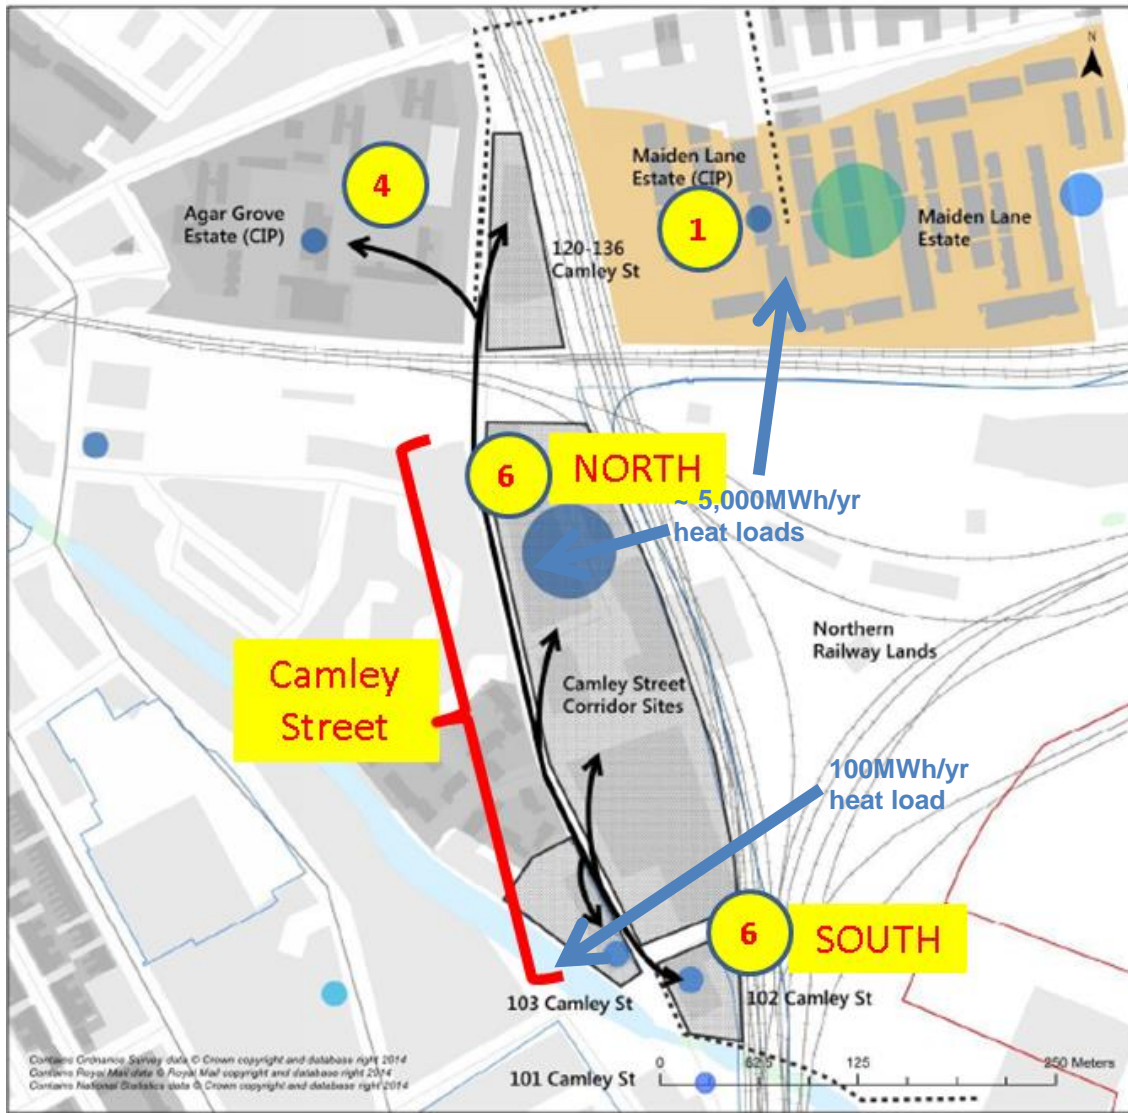 N
4
Agar Grove
Estate (CIP)
120-136
Camley St
Maiden Lane
Estate (CIP)
1
Maiden Lane
Estate
6
NORTH
~ 5,000MWh/yr
heat loads
Camley
Street
Camley Street
Corridor Sites
Northern
Railway Lands
100MWh/yr
heat load
6
SOUTH
103 Camley St
102 Camley St
101 Camley St
0 62.5 125 250 Meters
Contains Ordnance Survey data © Crown copyright and database right 2014
Contains Royal Mail data © Royal Mail copyright and database right 2014
Contains National Statistics data © Crown copyright and database right 2014